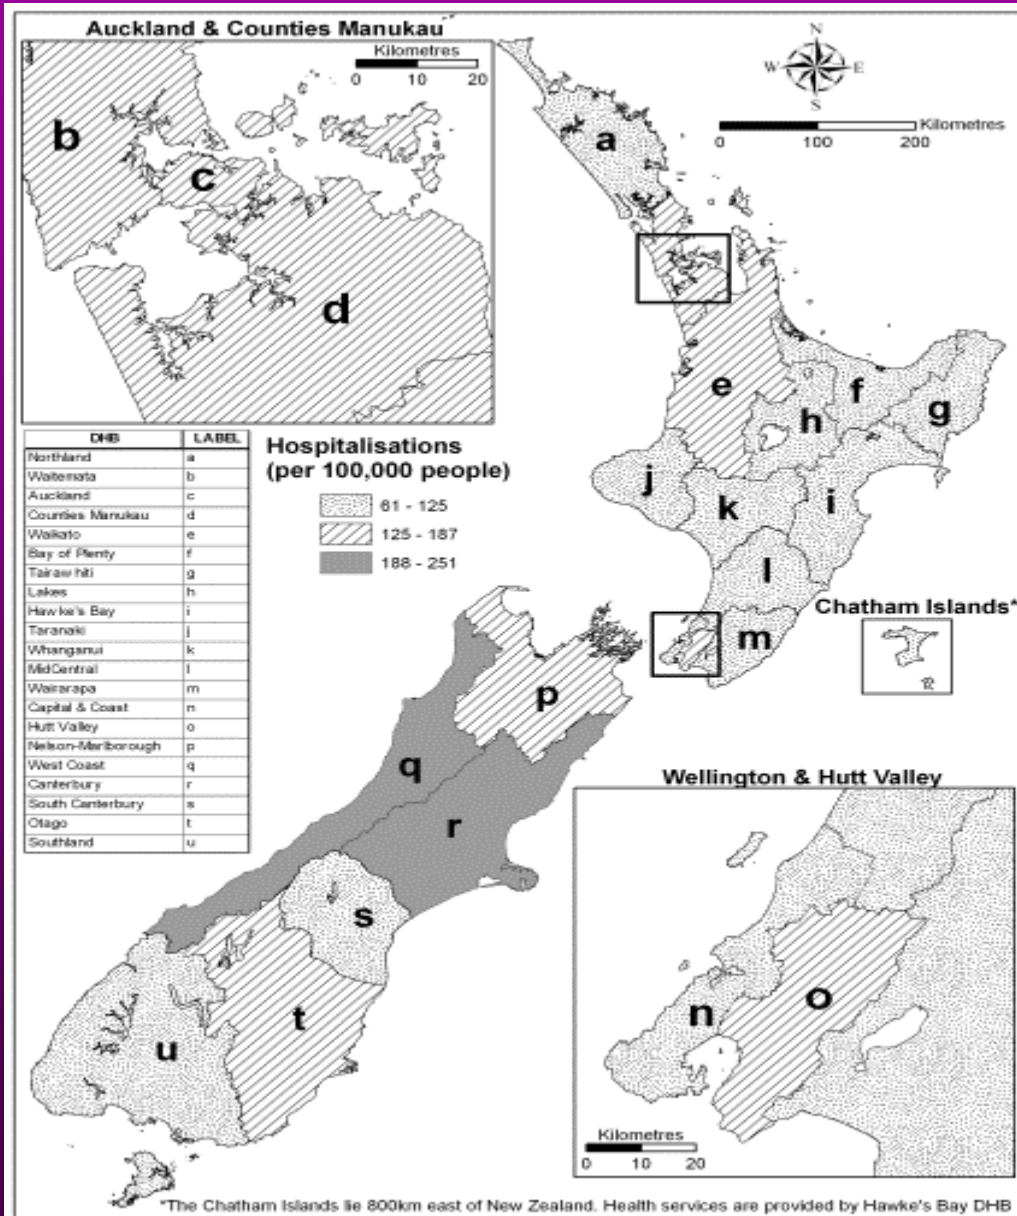 Auckland & Counties Manukau
Kilometres
0 10 20
b
c
d
N
W E
S
Kilometres
0 100 200
a
e
f
g
h
i
j
k
l
m
DHB LABEL
Northland a
Waitemata b
Auckland c
Counties Manukau d
Waikato e
Bay of Plenty f
Tairaw hiti g
Lakes h
Haw ke's Bay i
Taranaki j
Whanganui k
MidCentral l
Wairarapa m
Capital & Coast n
Hutt Valley o
Nelson-Marlborough p
West Coast q
Canterbury r
South Canterbury s
Otago t
Southland u
Hospitalisations
(per 100,000 people)
61 - 125
125 - 187
188 - 251
Chatham Islands*
p
q
r
s
t
u
Wellington & Hutt Valley
n
o
Kilometres
0 10 20
*The Chatham Islands lie 800km east of New Zealand. Health services are provided by Hawke's Bay DHB